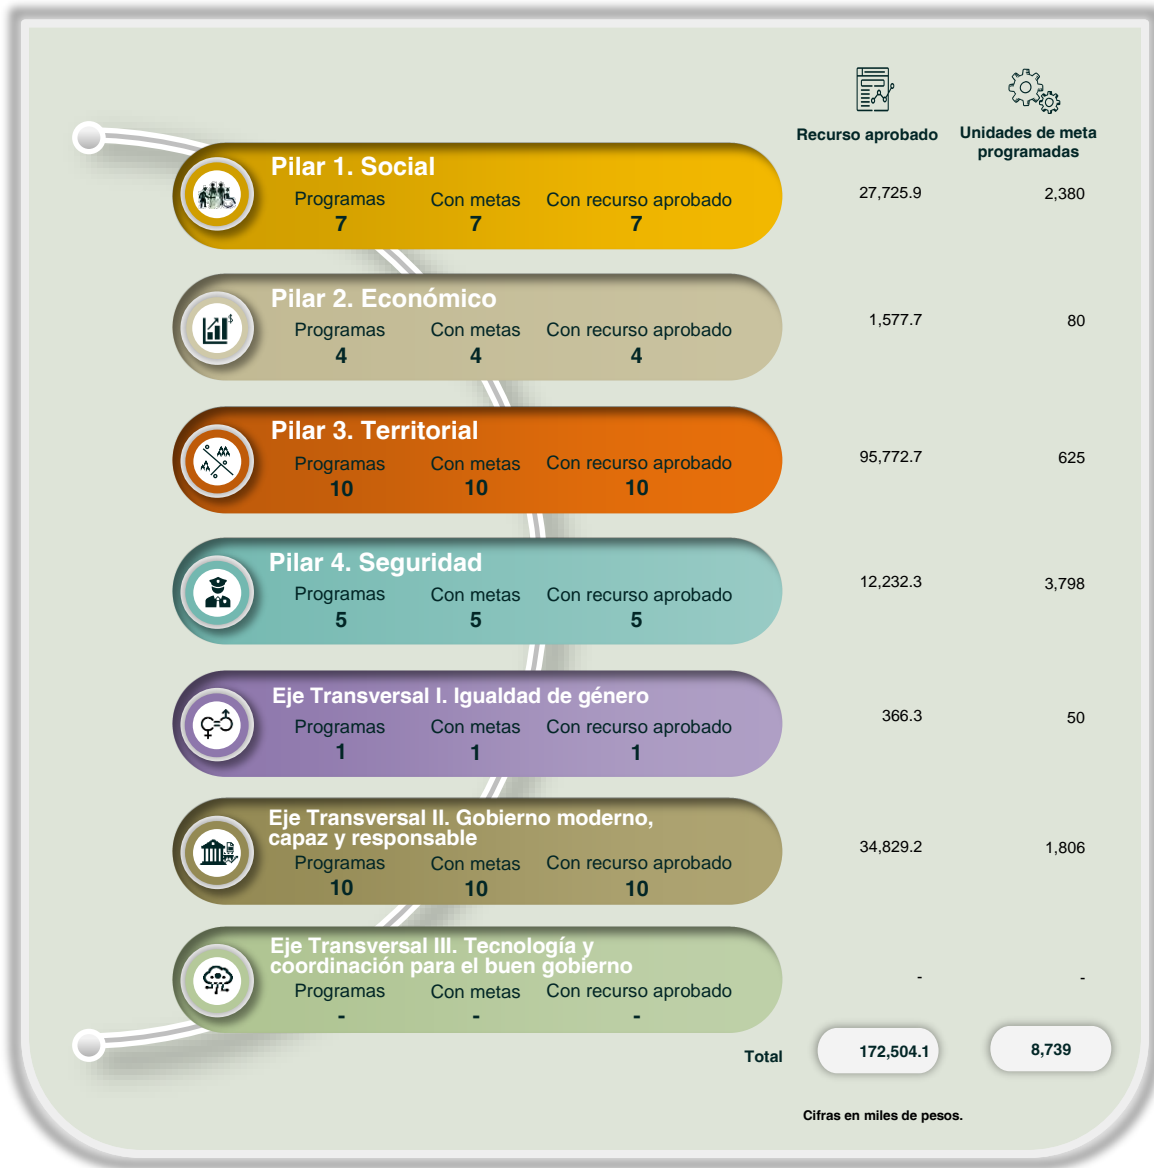 Recurso aprobado
Unidades de meta
programadas
Pilar 1. Social
Programas Con metas Con recurso aprobado
7 7 7
27,725.9 2,380
Pilar 2. Económico
Programas Con metas Con recurso aprobado
4 4 4
1,577.7 80
Pilar 3. Territorial
Programas Con metas Con recurso aprobado
10 10 10
95,772.7 625
Pilar 4. Seguridad
Programas Con metas Con recurso aprobado
5 5 5
12,232.3 3,798
Eje Transversal I. Igualdad de género
Programas Con metas Con recurso aprobado
1 1 1
366.3 50
Eje Transversal II. Gobierno moderno,
capaz y responsable
Programas Con metas Con recurso aprobado
10 10 10
34,829.2 1,806
Eje Transversal III. Tecnología y
coordinación para el buen gobierno
Programas Con metas Con recurso aprobado
- - -
- -
Total 172,504.1 8,739
Cifras en miles de pesos.